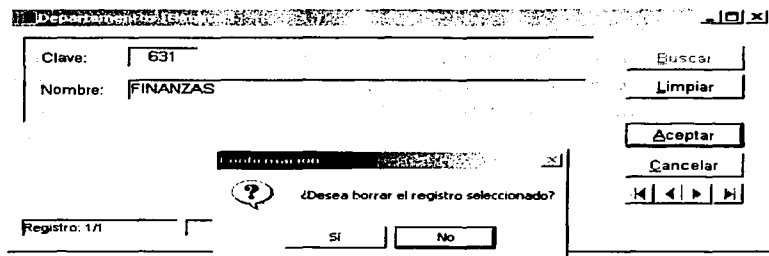 Departamentos
Clave: 631
Nombre: FINANZAS
Buscar
Limpiar
Aceptar
Cancelar
Confirmación
¿Desea borrar el registro seleccionado?
Sí No
Registro: 1/1